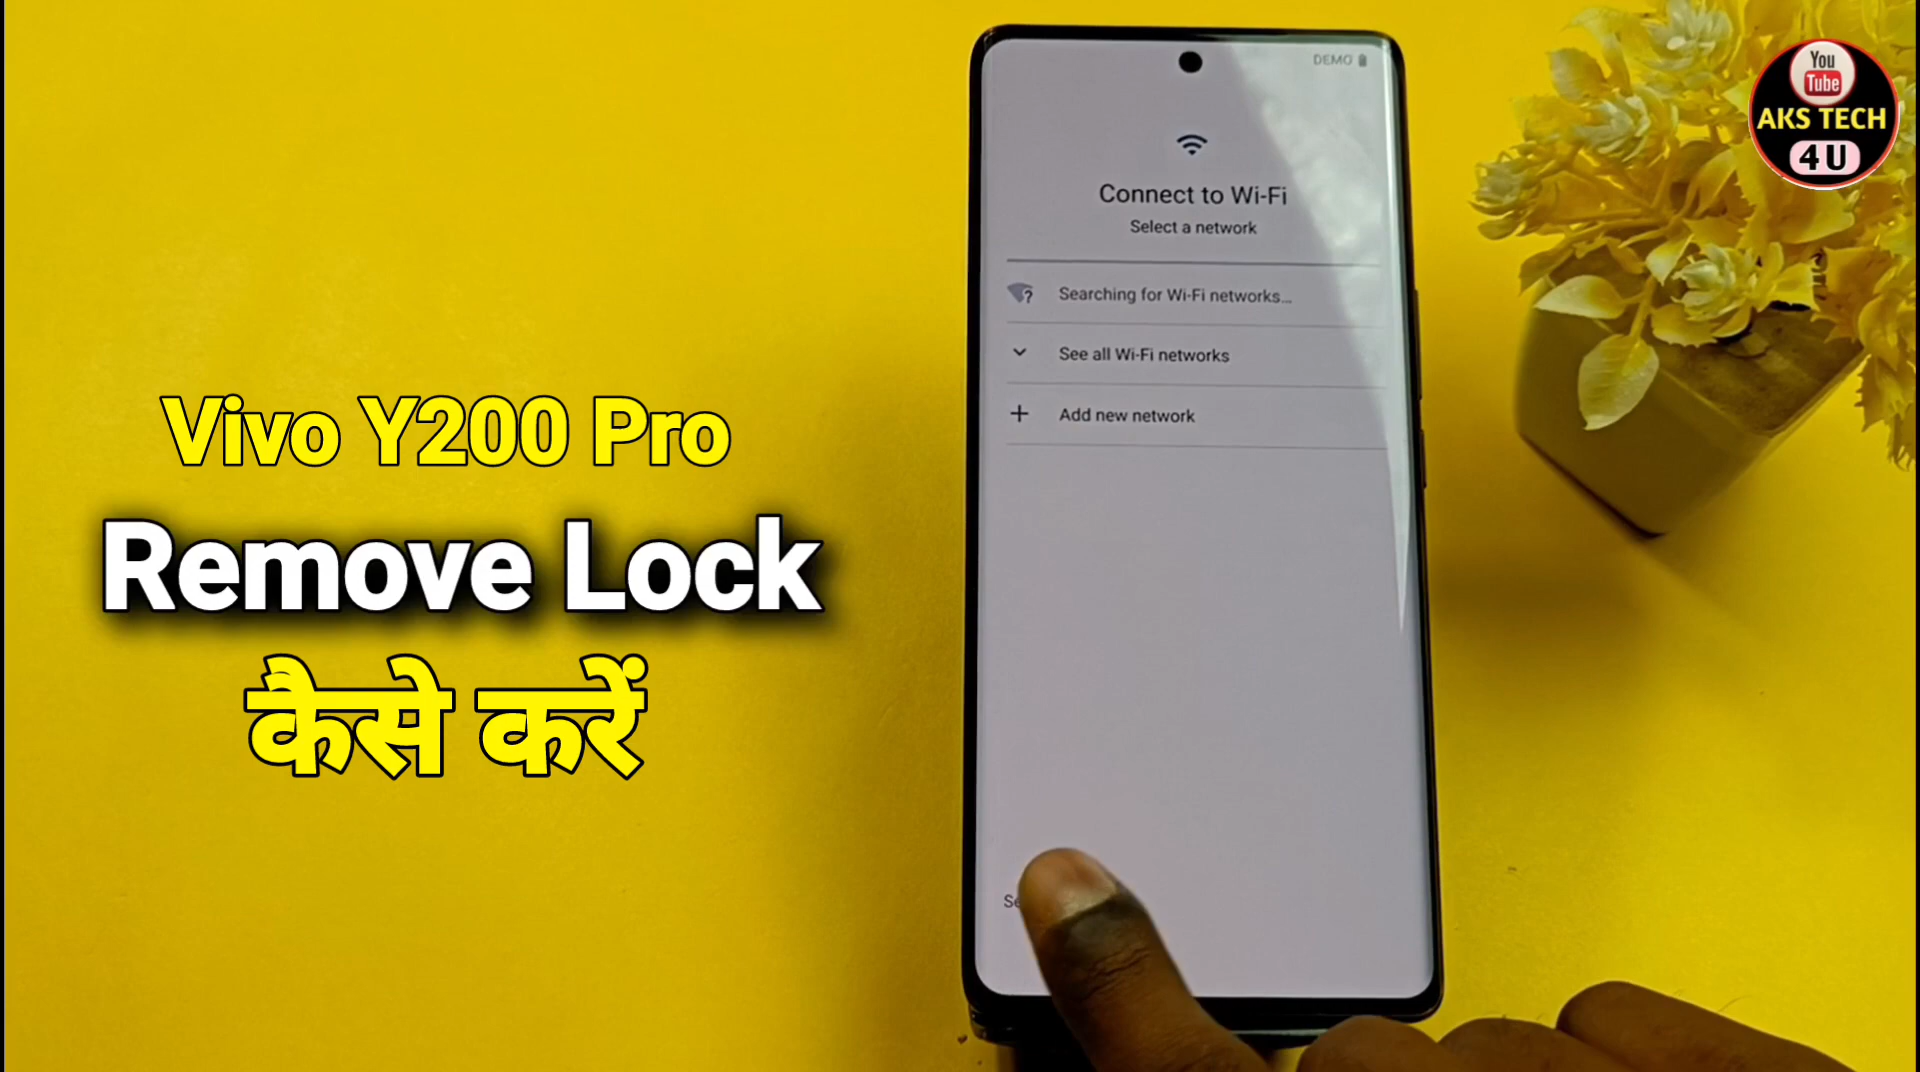 Vivo Y200 Pro
Remove Lock
कैसे करें
DEMO
Connect to Wi-Fi
Select a network
Searching for Wi-Fi networks...
See all Wi-Fi networks
Add new network
You
Tube
AKS TECH
4 U